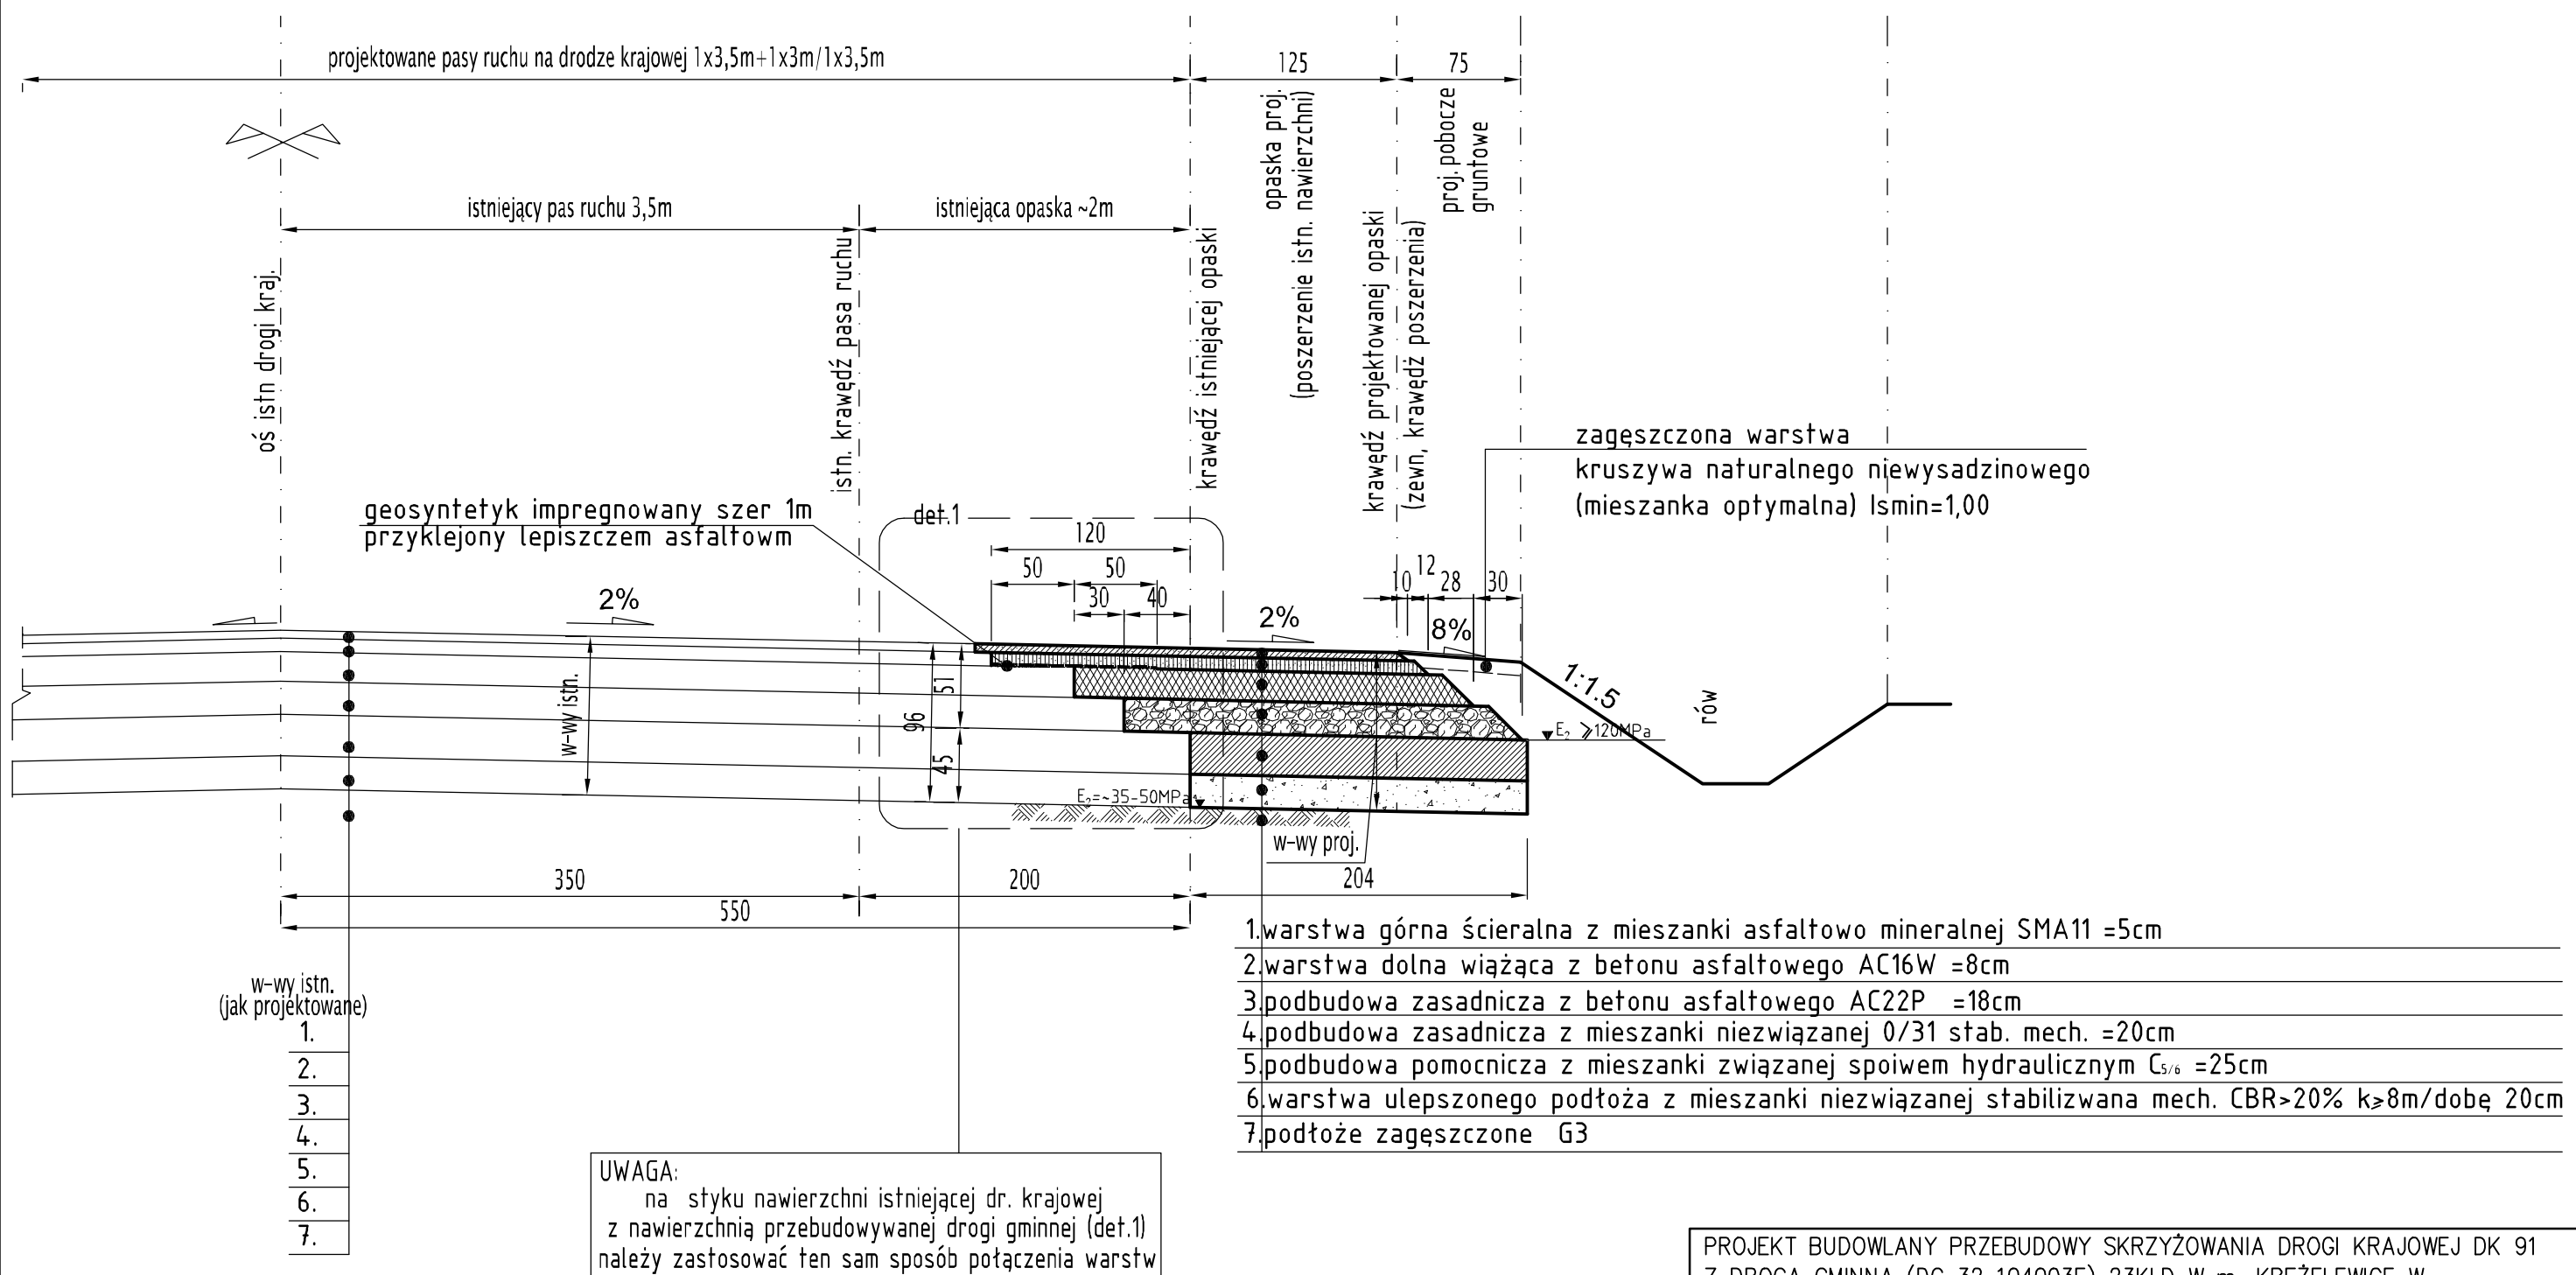 projektowane pasy ruchu na drodze krajowej 1x3,5m+1x3m/1x3,5m
125
75
opaska proj.
(poszerzenie istn. nawierzchni)
proj. pobocze
gruntowe
istniejący pas ruchu 3,5m
istniejąca opaska ~2m
oś istn drogi kraj.
istn. krawędź pasa ruchu
krawędź istniejącej opaski
krawędź projektowanej opaski
(zewn, krawędż poszerzenia)
zagęszczona warstwa
kruszywa naturalnego niewysadzinowego
(mieszanka optymalna) Ismin=1,00
geosyntetyk impregnowany szer 1m
przyklejony lepiszczem asfaltowm
det.1
120
50
50
30
40
10
12
28
30
2%
2%
8%
1:1.5
rów
w-wy istn.
96
51
45
E₂ ⩾120MPa
E₂=~35-50MPa
w-wy proj.
350
200
204
550
w-wy istn.
(jak projektowane)
1.
2.
3.
4.
5.
6.
7.
1.warstwa górna ścieralna z mieszanki asfaltowo mineralnej SMA11 =5cm
2.warstwa dolna wiążąca z betonu asfaltowego AC16W =8cm
3.podbudowa zasadnicza z betonu asfaltowego AC22P =18cm
4.podbudowa zasadnicza z mieszanki niezwiązanej 0/31 stab. mech. =20cm
5.podbudowa pomocnicza z mieszanki związanej spoiwem hydraulicznym C5/6 =25cm
6.warstwa ulepszonego podłoża z mieszanki niezwiązanej stabilizwana mech. CBR>20% k⩾8m/dobę 20cm
7.podłoże zagęszczone G3
UWAGA:
na styku nawierzchni istniejącej dr. krajowej
z nawierzchnią przebudowywanej drogi gminnej (det.1)
należy zastosować ten sam sposób połączenia warstw
PROJEKT BUDOWLANY PRZEBUDOWY SKRZYŻOWANIA DROGI KRAJOWEJ DK 91